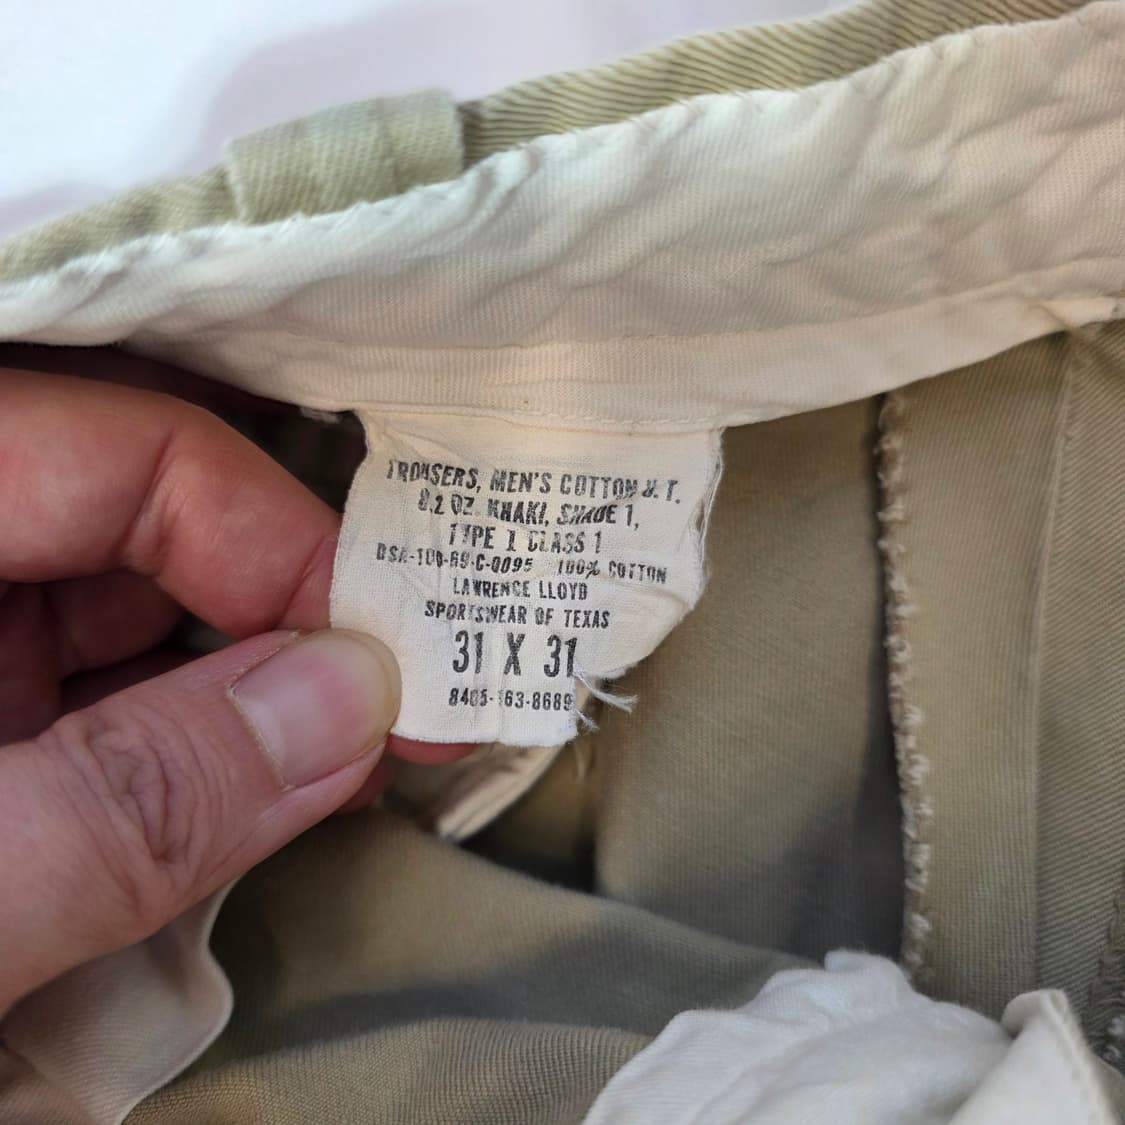 TROUSERS, MEN'S COTTON U. T.
8.2 OZ. KHAKI, SHADE 1,
TYPE 1 CLASS 1
DSA-100-69-C-0095 100% COTTON
LAWRENCE LLOYD
SPORTSWEAR OF TEXAS
31 X 31
8405-163-8689